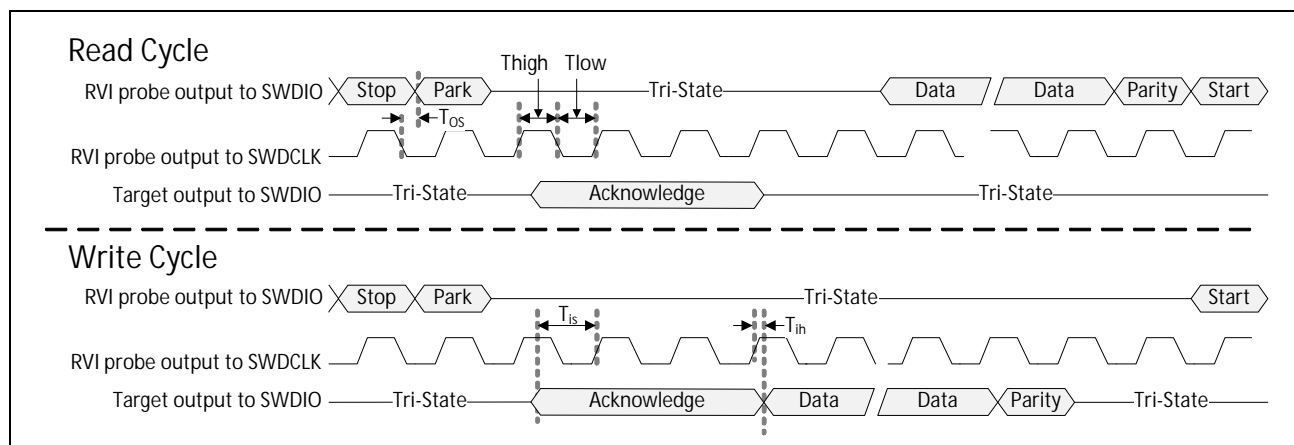 Read Cycle
Thigh Tlow
RVI probe output to SWDIO Stop Park Tri-State Data Data Parity Start
Tos
RVI probe output to SWDCLK
Target output to SWDIO Tri-State Acknowledge Tri-State
Write Cycle
RVI probe output to SWDIO Stop Park Tri-State Start
Tis Tih
RVI probe output to SWDCLK
Target output to SWDIO Tri-State Acknowledge Data Data Parity Tri-State